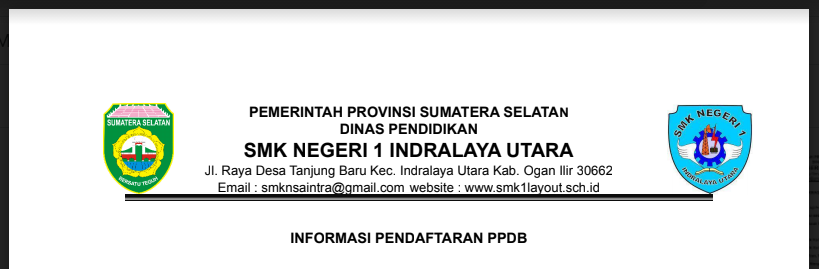 PEMERINTAH PROVINSI SUMATERA SELATAN
DINAS PENDIDIKAN
SMK NEGERI 1 INDRALAYA UTARA
Jl. Raya Desa Tanjung Baru Kec. Indralaya Utara Kab. Ogan Ilir 30662
Email : smknsaintra@gmail.com website : www.smk1layout.sch.id
SUMATERA SELATAN
BERSATU TEGUH
SMK NEGERI 1
INDRALAYA UTARA
INFORMASI PENDAFTARAN PPDB